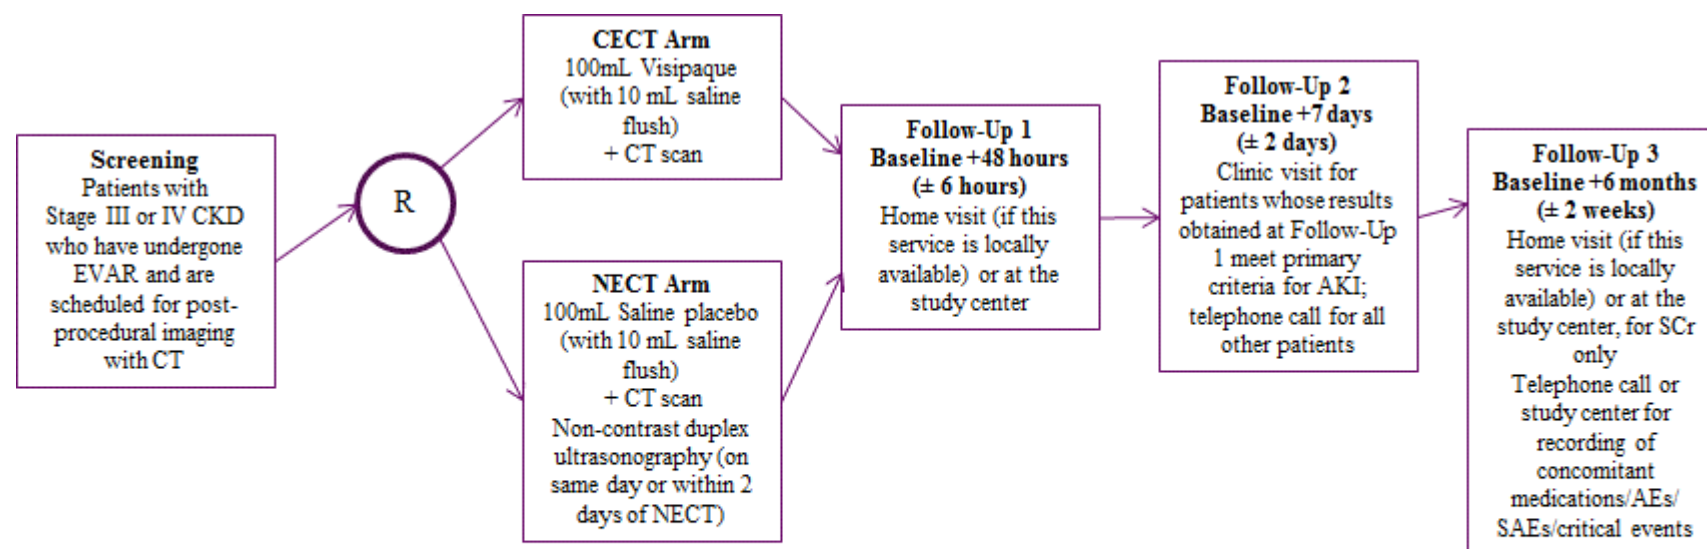 Screening
Patients with
Stage III or IV CKD
who have undergone
EVAR and are
scheduled for post-
procedural imaging
with CT
R
CECT Arm
100mL Visipaque
(with 10 mL saline
flush)
+ CT scan
NECT Arm
100mL Saline placebo
(with 10 mL saline
flush)
+ CT scan
Non-contrast duplex
ultrasonography (on
same day or within 2
days of NECT)
Follow-Up 1
Baseline +48 hours
(± 6 hours)
Home visit (if this
service is locally
available) or at the
study center
Follow-Up 2
Baseline +7 days
(± 2 days)
Clinic visit for
patients whose results
obtained at Follow-Up
1 meet primary
criteria for AKI;
telephone call for all
other patients
Follow-Up 3
Baseline +6 months
(± 2 weeks)
Home visit (if this
service is locally
available) or at the
study center, for SCr
only
Telephone call or
study center for
recording of
concomitant
medications/AEs/
SAEs/critical events